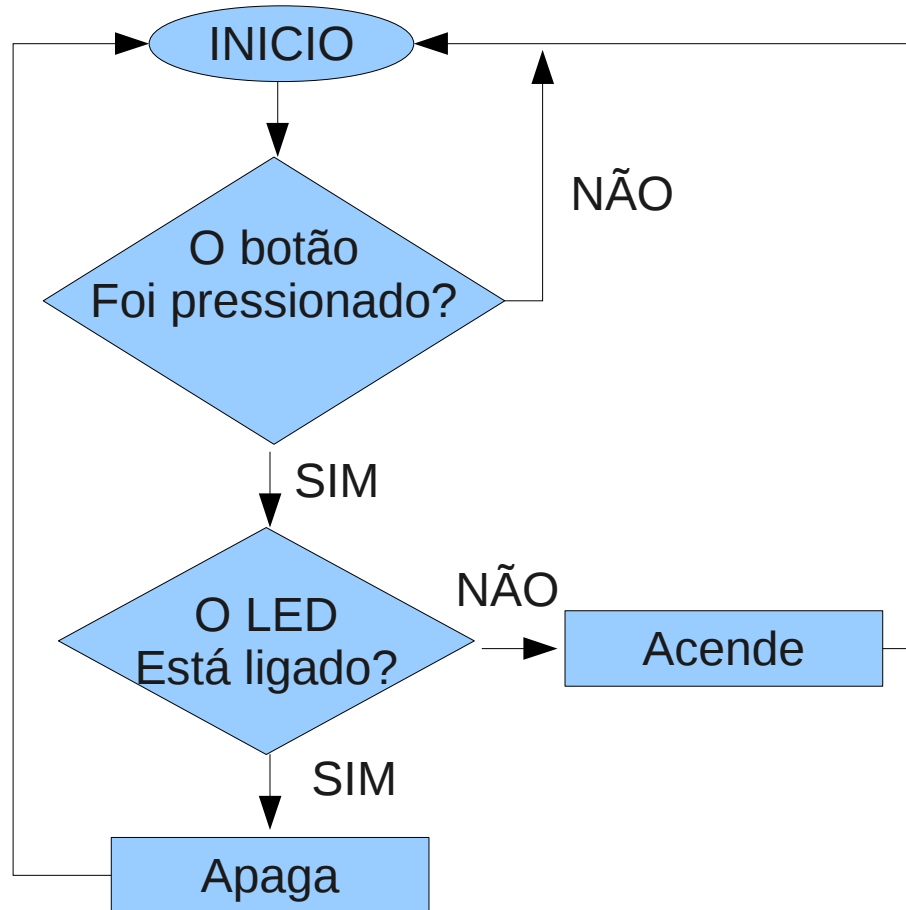 INICIO
O botão
Foi pressionado?
NÃO
SIM
O LED
Está ligado?
NÃO
Acende
SIM
Apaga